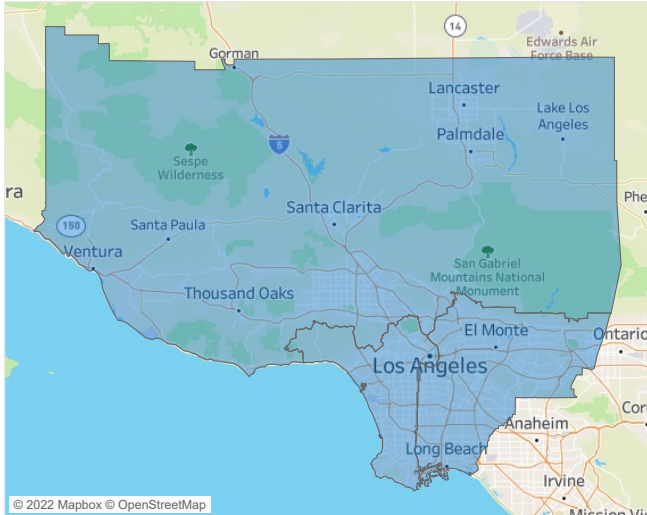 14
Edwards Air
Force Base
Gorman
Lancaster
Lake Los
Angeles
Palmdale
5
Sespe
Wilderness
ra
Phe
150
Santa Paula
Santa Clarita
Ventura
San Gabriel
Mountains National
Monument
Thousand Oaks
El Monte
Ontario
Los Angeles
Cor
Anaheim
Long Beach
Irvine
Mission Vi
© 2022 Mapbox © OpenStreetMap